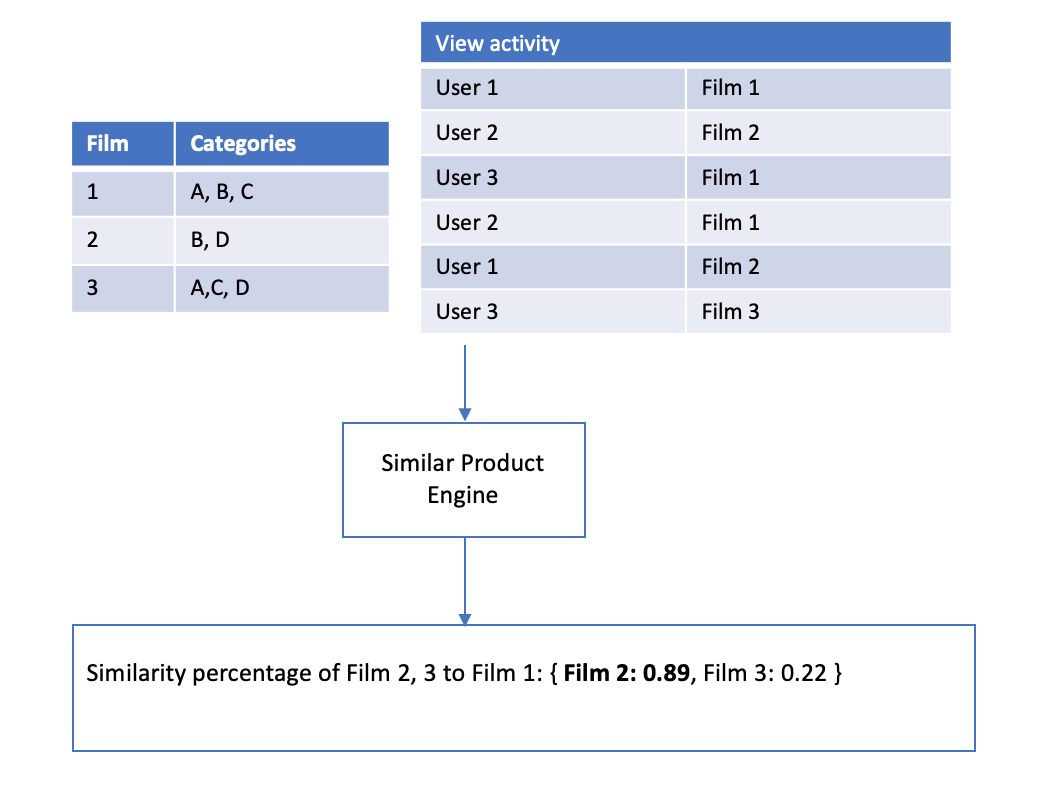 View activity
User 1 Film 1
User 2 Film 2
User 3 Film 1
User 2 Film 1
User 1 Film 2
User 3 Film 3
Film Categories
1 A, B, C
2 B, D
3 A,C, D
Similar Product
Engine
Similarity percentage of Film 2, 3 to Film 1: { Film 2: 0.89, Film 3: 0.22 }